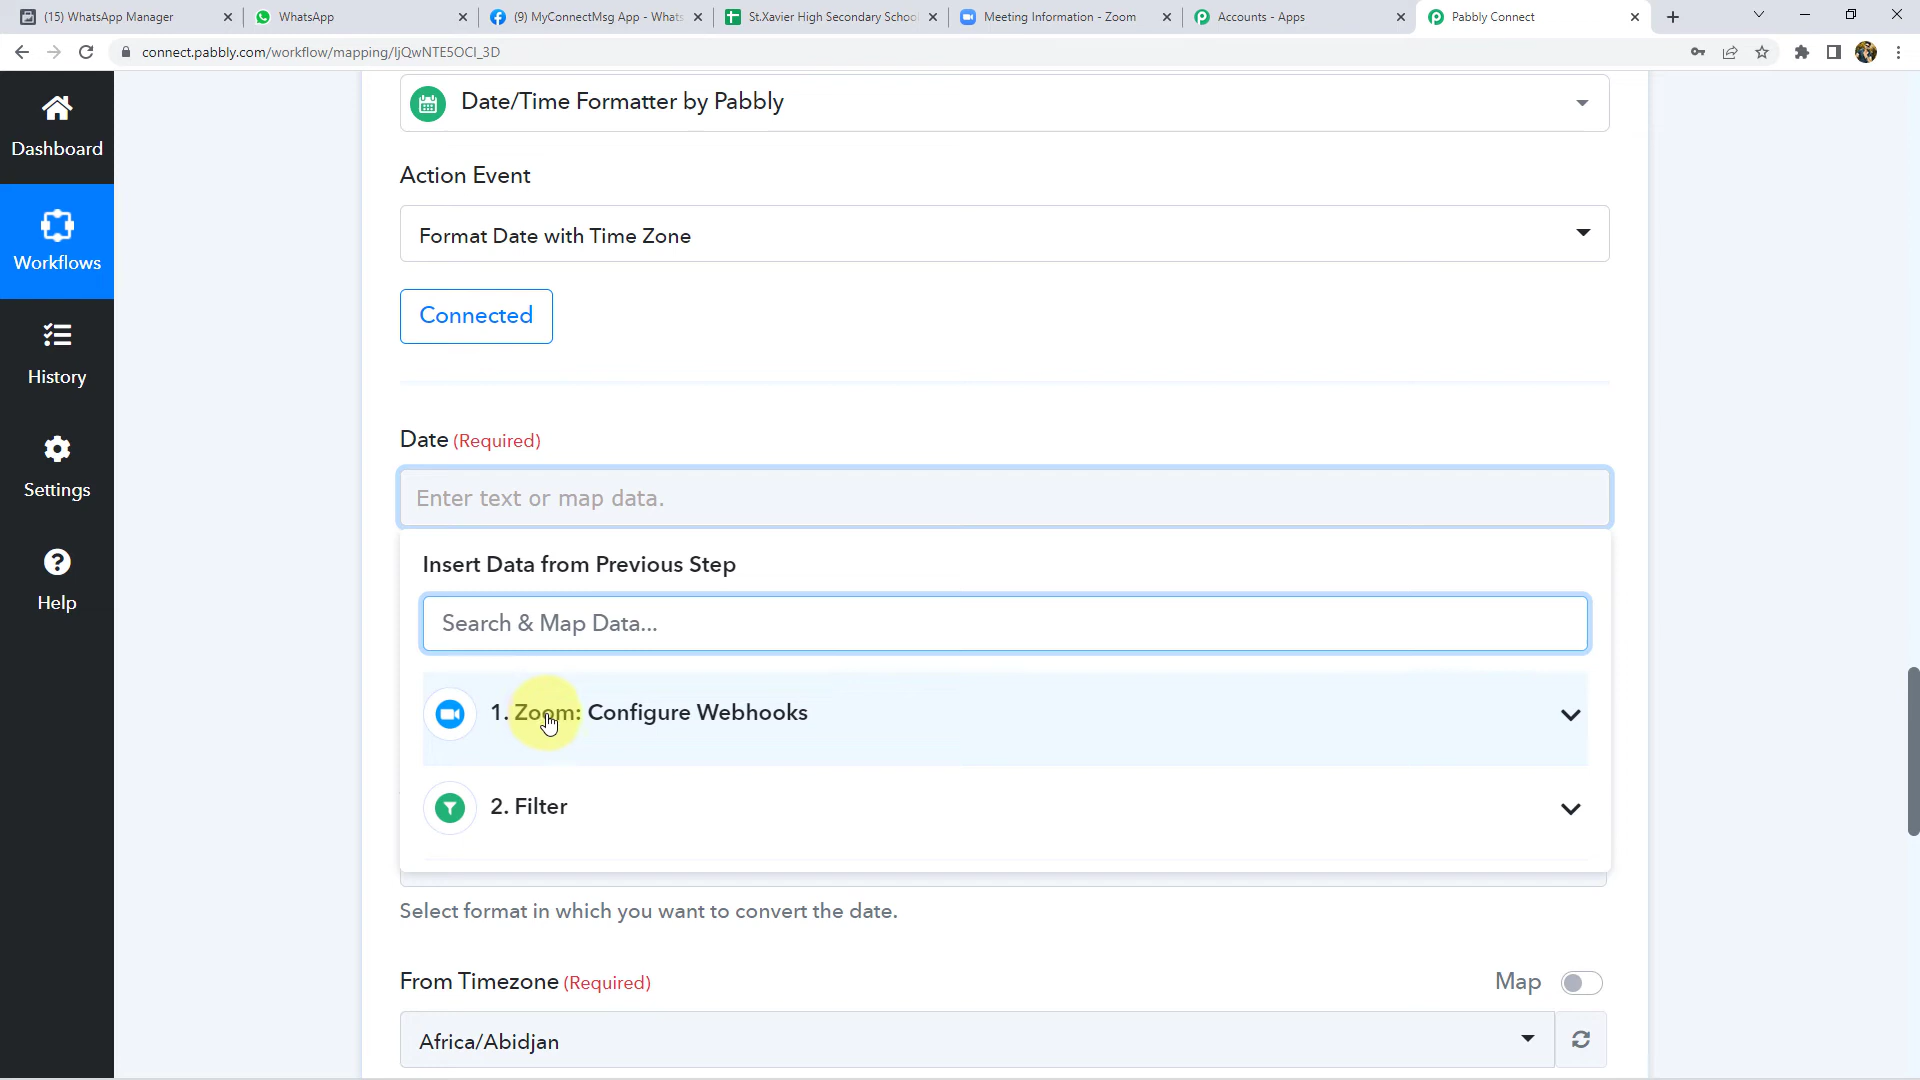 (15) WhatsApp Manager
WhatsApp
(9) MyConnectMsg App - Whats
St.Xavier High Secondary School
Meeting Information - Zoom
Accounts - Apps
Pabbly Connect
connect.pabbly.com/workflow/mapping/IjQwNTE5OCI_3D
Dashboard
Workflows
History
Settings
Help
Date/Time Formatter by Pabbly
Action Event
Format Date with Time Zone
Connected
Date (Required)
Enter text or map data.
Insert Data from Previous Step
Search & Map Data...
1. Zoom: Configure Webhooks
2. Filter
Select format in which you want to convert the date.
From Timezone (Required)
Map
Africa/Abidjan